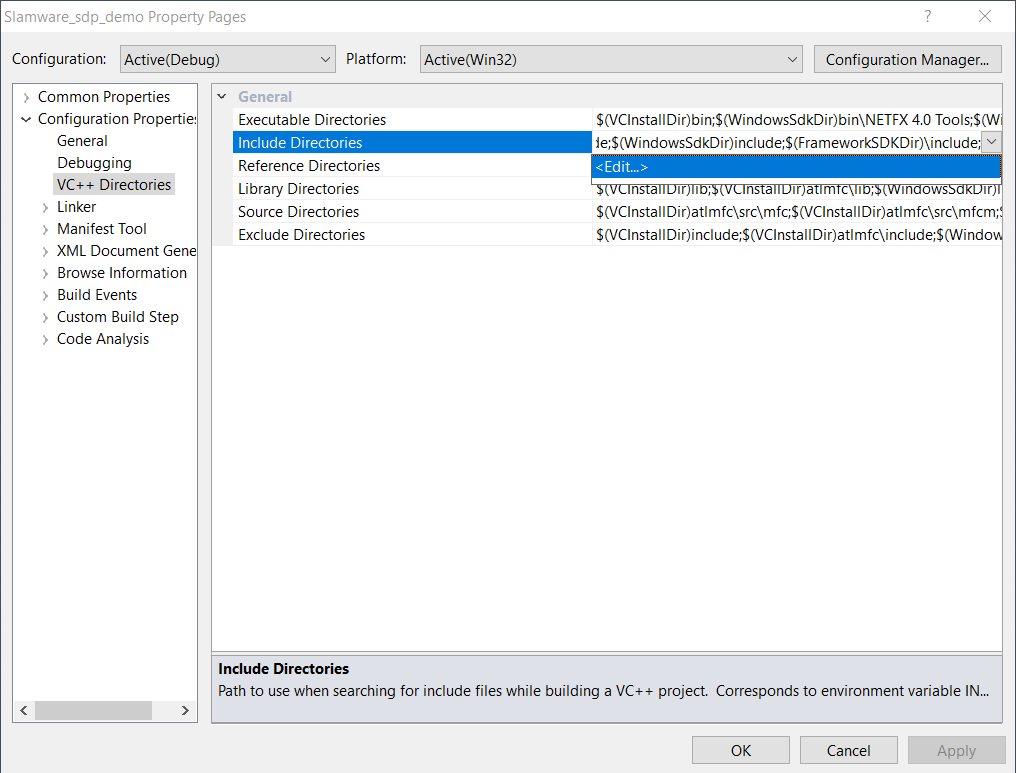 Slamware_sdp_demo Property Pages
Configuration: Active(Debug) Platform: Active(Win32) Configuration Manager...
Common Properties
Configuration Properties
General
Debugging
VC++ Directories
Linker
Manifest Tool
XML Document Gene
Browse Information
Build Events
Custom Build Step
Code Analysis
General
Executable Directories $(VCInstallDir)bin;$(WindowsSdkDir)bin\NETFX 4.0 Tools;$(Wi
Include Directories de;$(WindowsSdkDir)include;$(FrameworkSDKDir)\include;
<Edit...>
Reference Directories
Library Directories $(VCInstallDir)lib;$(VCInstallDir)atlmfc\lib;$(WindowsSdkDir)l
Source Directories $(VCInstallDir)atlmfc\src\mfc;$(VCInstallDir)atlmfc\src\mfcm;$
Exclude Directories $(VCInstallDir)include;$(VCInstallDir)atlmfc\include;$(Window
Include Directories
Path to use when searching for include files while building a VC++ project. Corresponds to environment variable IN...
OK Cancel Apply